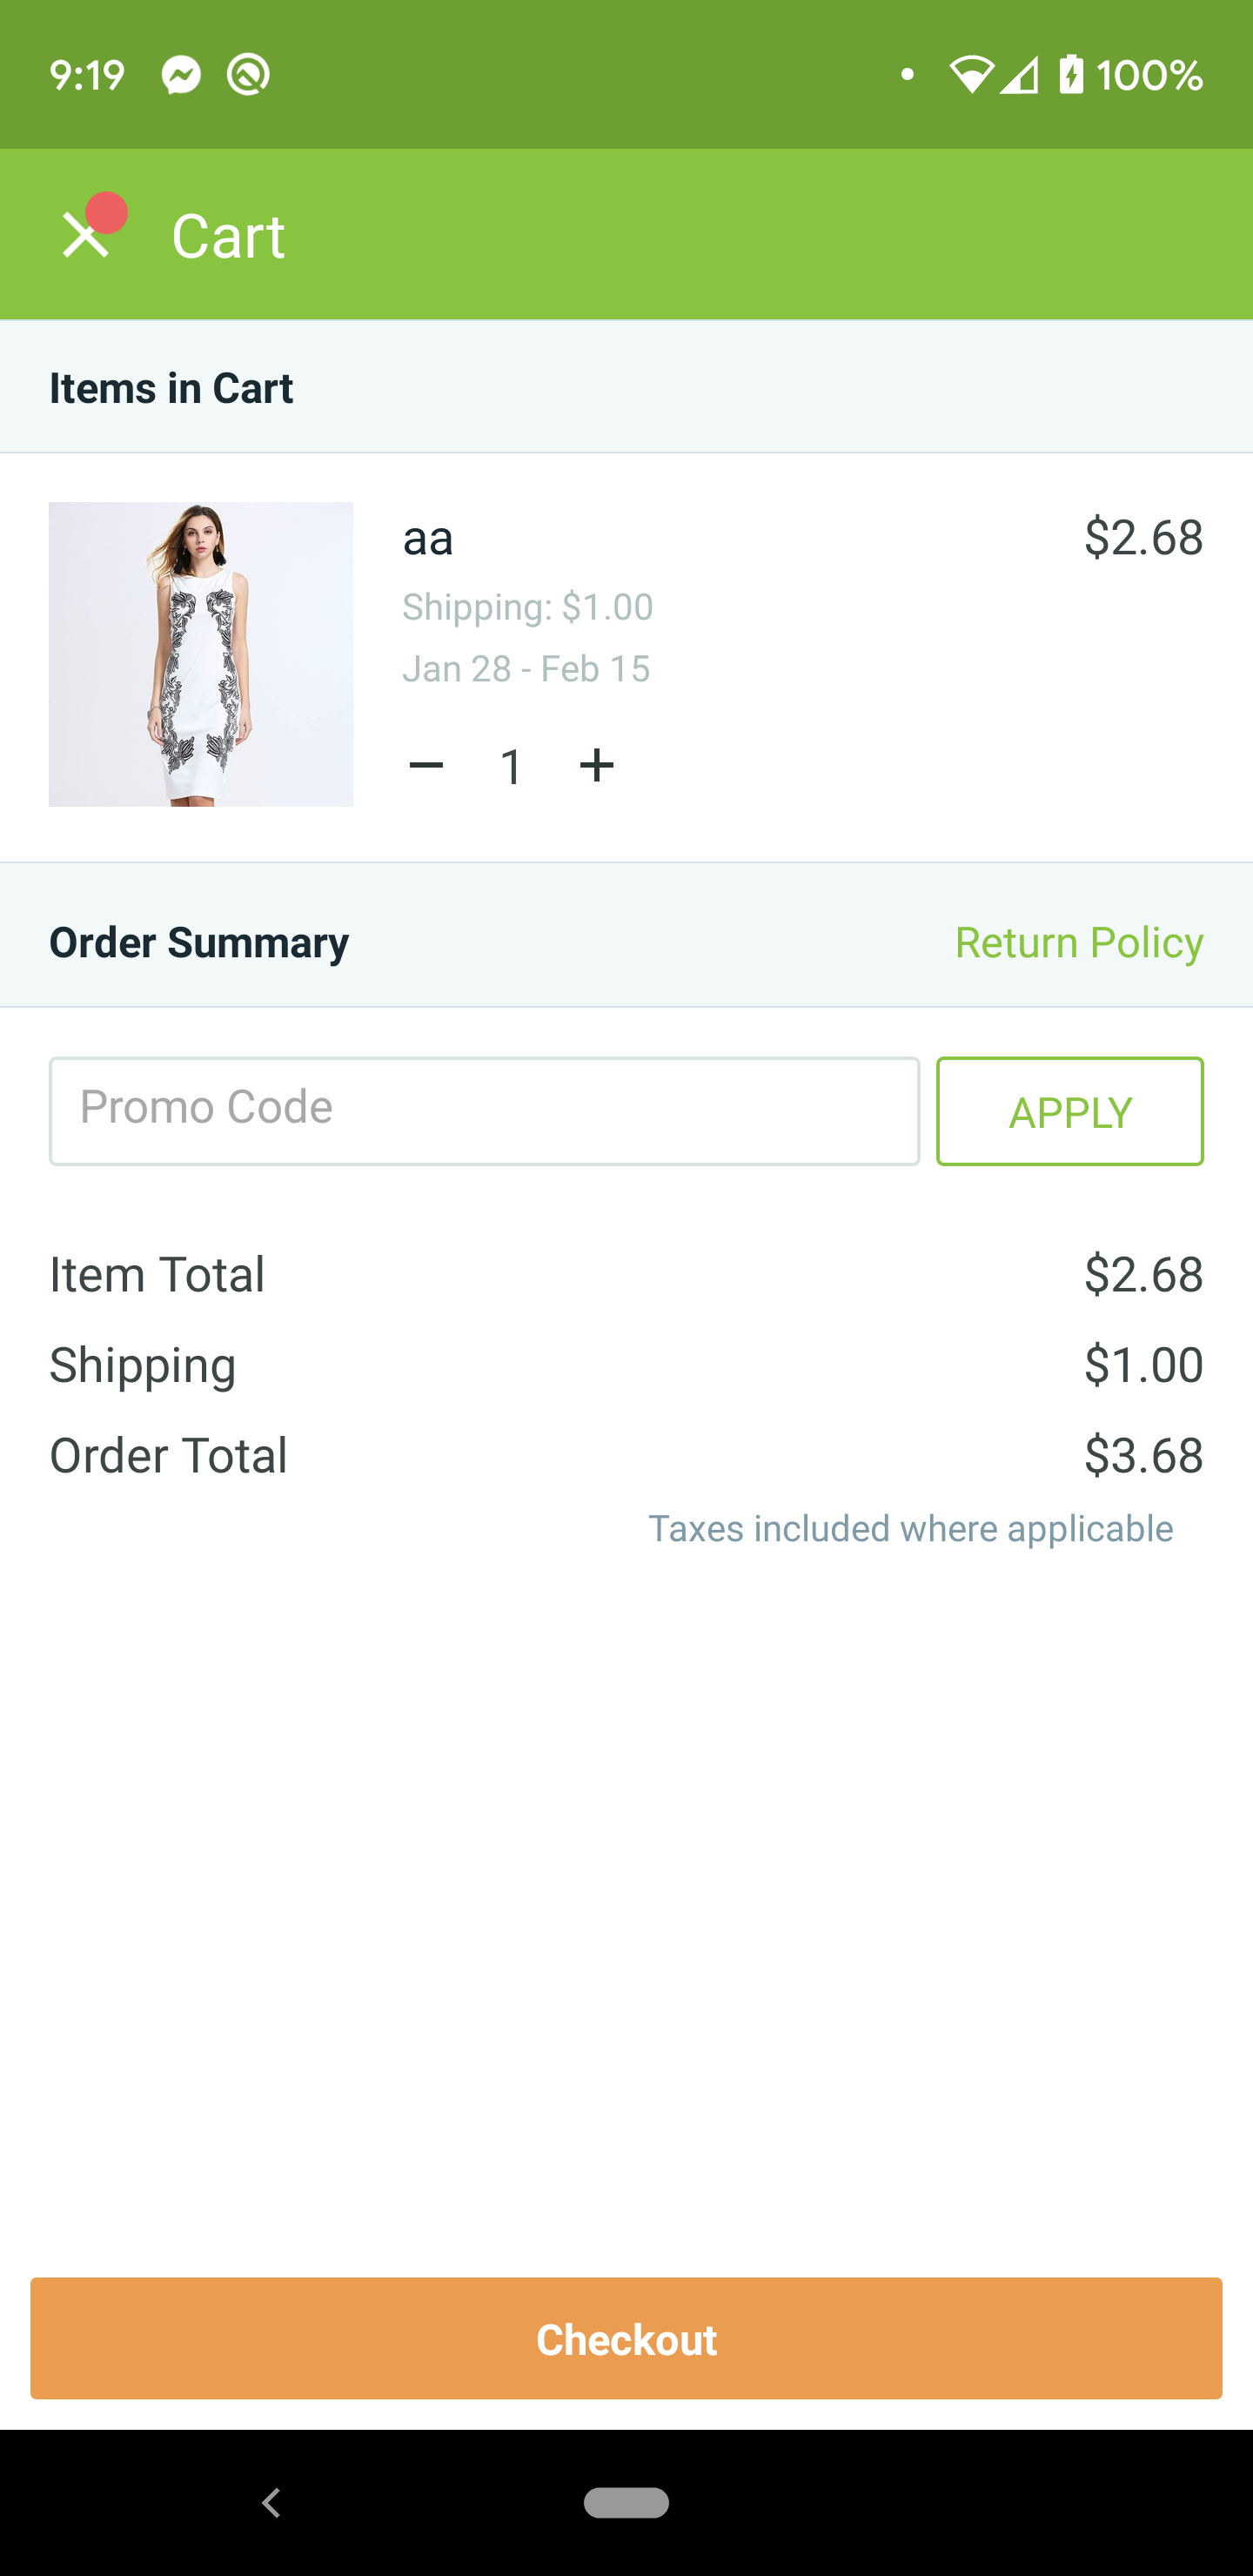 9:19
100%
Cart
Items in Cart
aa
$2.68
Shipping: $1.00
Jan 28 - Feb 15
1
Order Summary
Return Policy
Promo Code
APPLY
Item Total
$2.68
Shipping
$1.00
Order Total
$3.68
Taxes included where applicable
Checkout